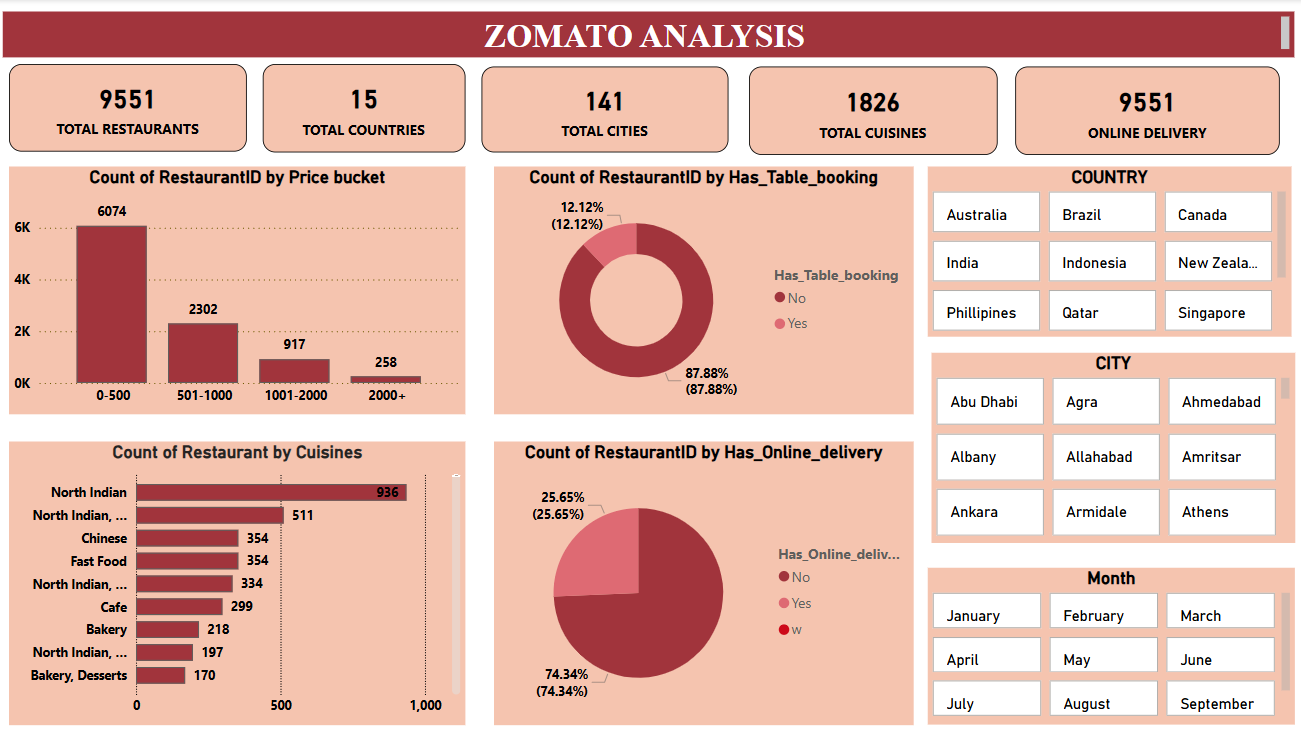 ZOMATO ANALYSIS
9551
TOTAL RESTAURANTS
15
TOTAL COUNTRIES
141
TOTAL CITIES
1826
TOTAL CUISINES
9551
ONLINE DELIVERY
Count of RestaurantID by Price bucket
6K
4K
2K
0K
6074
2302
917
258
0-500
501-1000
1001-2000
2000+
Count of RestaurantID by Has_Table_booking
12.12%
(12.12%)
87.88%
(87.88%)
Has_Table_booking
No
Yes
COUNTRY
Australia
Brazil
Canada
India
Indonesia
New Zeala...
Phillipines
Qatar
Singapore
CITY
Abu Dhabi
Agra
Ahmedabad
Albany
Allahabad
Amritsar
Ankara
Armidale
Athens
Count of Restaurant by Cuisines
North Indian
936
North Indian, ...
511
Chinese
354
Fast Food
354
North Indian, ...
334
Cafe
299
Bakery
218
North Indian, ...
197
Bakery, Desserts
170
0
500
1,000
Count of RestaurantID by Has_Online_delivery
25.65%
(25.65%)
74.34%
(74.34%)
Has_Online_deliv...
No
Yes
w
Month
January
February
March
April
May
June
July
August
September